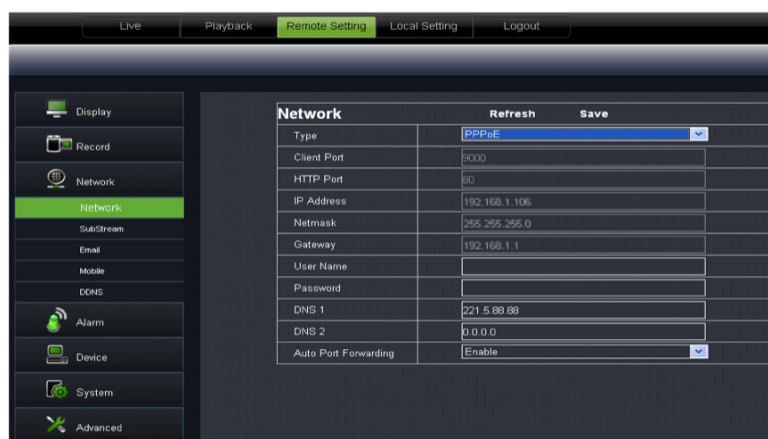 Live Playback Remote Setting Local Setting Logout
Display
Record
Network
Network
SubStream
Email
Mobile
DDNS
Alarm
Device
System
Advanced
Network Refresh Save
Type PPPoE
Client Port 9000
HTTP Port 80
IP Address 192.168.1.106
Netmask 255.255.255.0
Gateway 192.168.1.1
User Name
Password
DNS 1 221.5.88.88
DNS 2 0.0.0.0
Auto Port Forwarding Enable